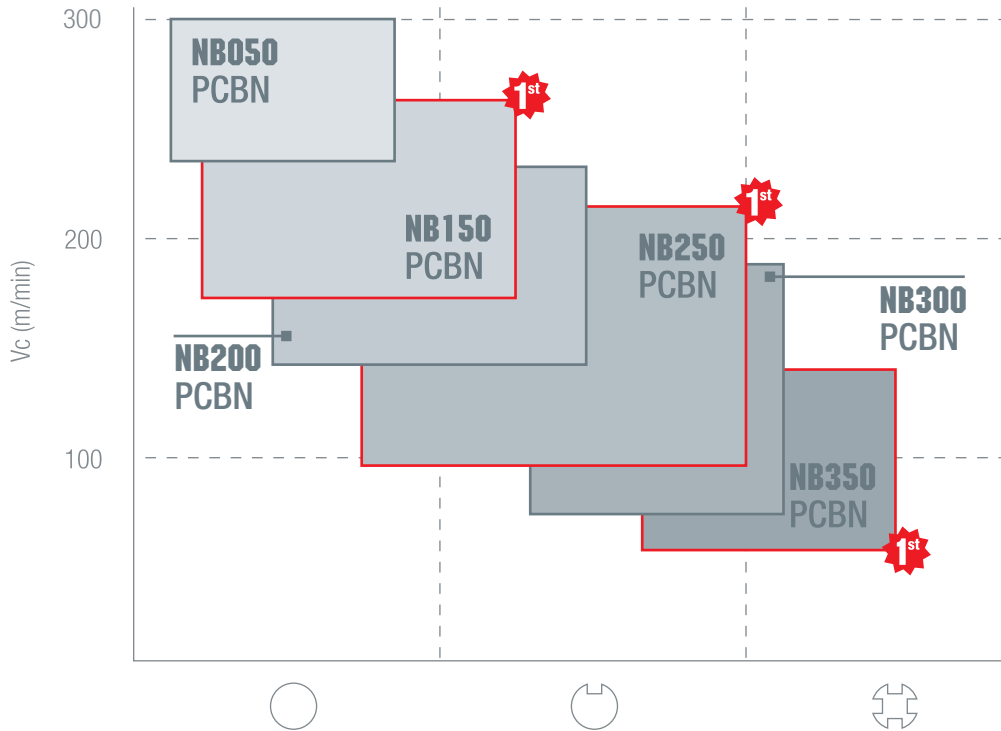 300
NB050
PCBN
1st
1st
200
NB150
PCBN
NB250
PCBN
NB300
PCBN
Vc (m/min)
NB200
PCBN
100
NB350
PCBN
1st